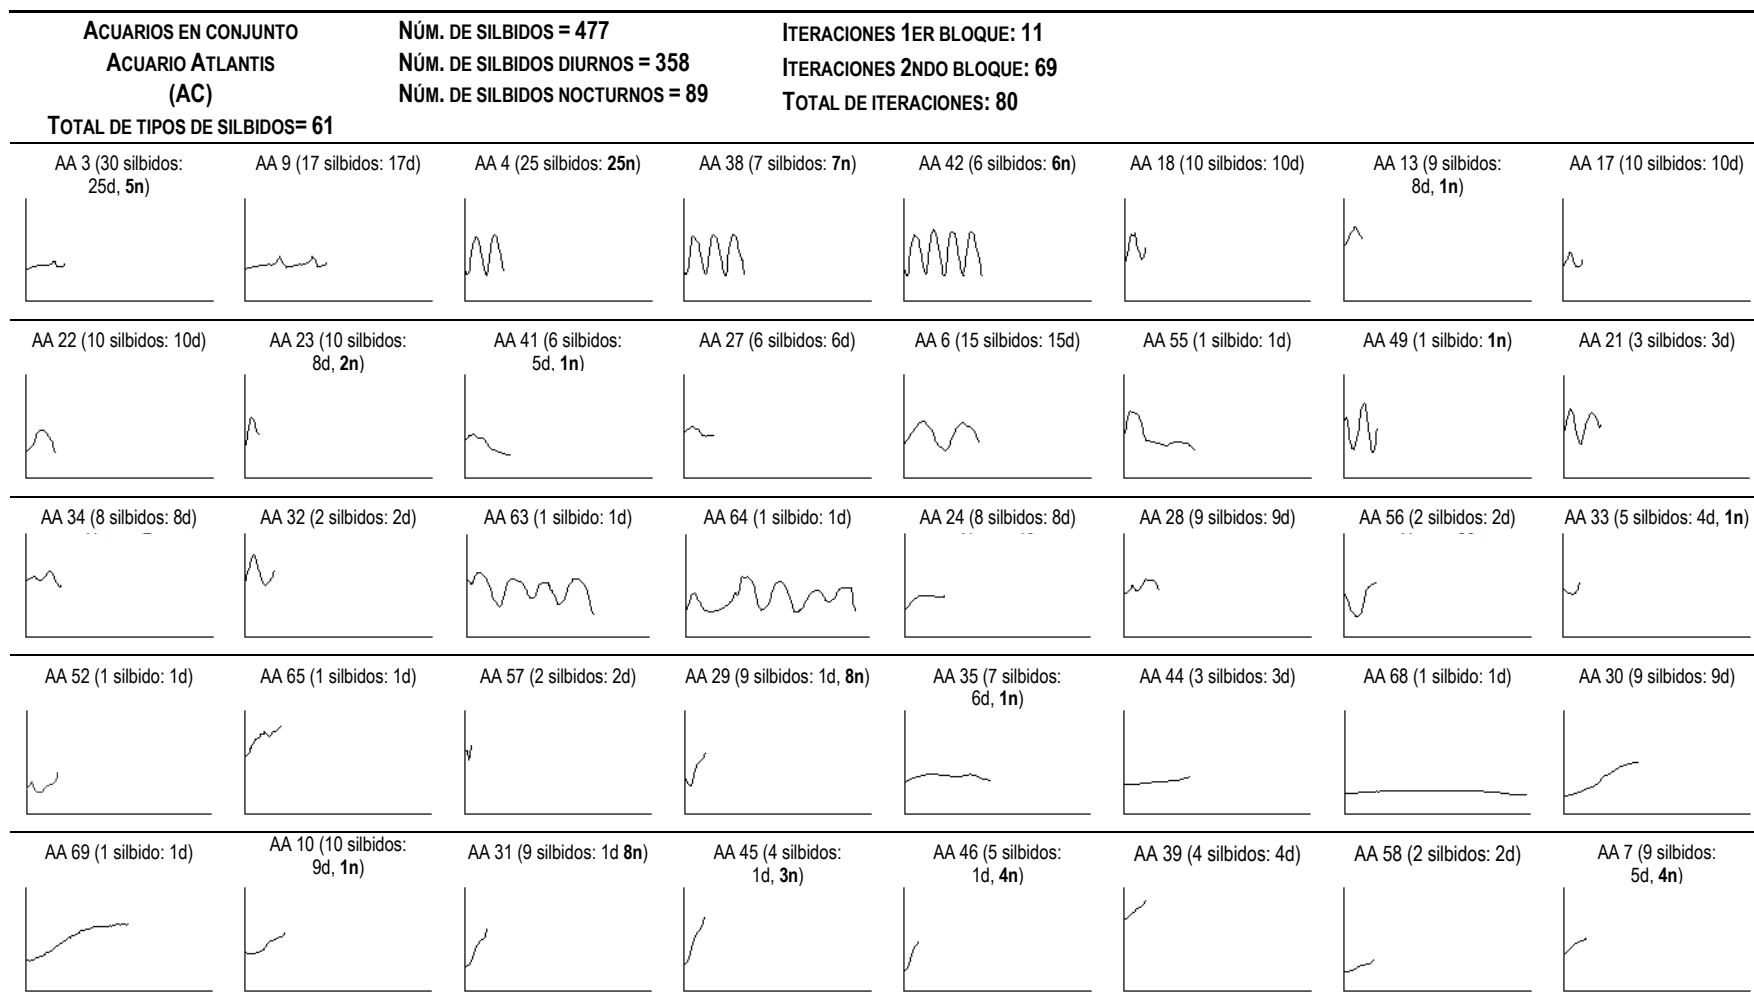 ACUARIOS EN CONJUNTO
ACUARIO ATLANTIS
(AC)
TOTAL DE TIPOS DE SILBIDOS= 61
NÚM. DE SILBIDOS = 477
NÚM. DE SILBIDOS DIURNOS = 358
NÚM. DE SILBIDOS NOCTURNOS = 89
ITERACIONES 1ER BLOQUE: 11
ITERACIONES 2NDO BLOQUE: 69
TOTAL DE ITERACIONES: 80
AA 3 (30 silbidos:
25d, 5n)
AA 9 (17 silbidos: 17d)
AA 4 (25 silbidos: 25n)
AA 38 (7 silbidos: 7n)
AA 42 (6 silbidos: 6n)
AA 18 (10 silbidos: 10d)
AA 13 (9 silbidos:
8d, 1n)
AA 17 (10 silbidos: 10d)
AA 22 (10 silbidos: 10d)
AA 23 (10 silbidos:
8d, 2n)
AA 41 (6 silbidos:
5d, 1n)
AA 27 (6 silbidos: 6d)
AA 6 (15 silbidos: 15d)
AA 55 (1 silbido: 1d)
AA 49 (1 silbido: 1n)
AA 21 (3 silbidos: 3d)
AA 34 (8 silbidos: 8d)
AA 32 (2 silbidos: 2d)
AA 63 (1 silbido: 1d)
AA 64 (1 silbido: 1d)
AA 24 (8 silbidos: 8d)
AA 28 (9 silbidos: 9d)
AA 56 (2 silbidos: 2d)
AA 33 (5 silbidos: 4d, 1n)
AA 52 (1 silbido: 1d)
AA 65 (1 silbidos: 1d)
AA 57 (2 silbidos: 2d)
AA 29 (9 silbidos: 1d, 8n)
AA 35 (7 silbidos:
6d, 1n)
AA 44 (3 silbidos: 3d)
AA 68 (1 silbido: 1d)
AA 30 (9 silbidos: 9d)
AA 69 (1 silbido: 1d)
AA 10 (10 silbidos:
9d, 1n)
AA 31 (9 silbidos: 1d 8n)
AA 45 (4 silbidos:
1d, 3n)
AA 46 (5 silbidos:
1d, 4n)
AA 39 (4 silbidos: 4d)
AA 58 (2 silbidos: 2d)
AA 7 (9 silbidos:
5d, 4n)